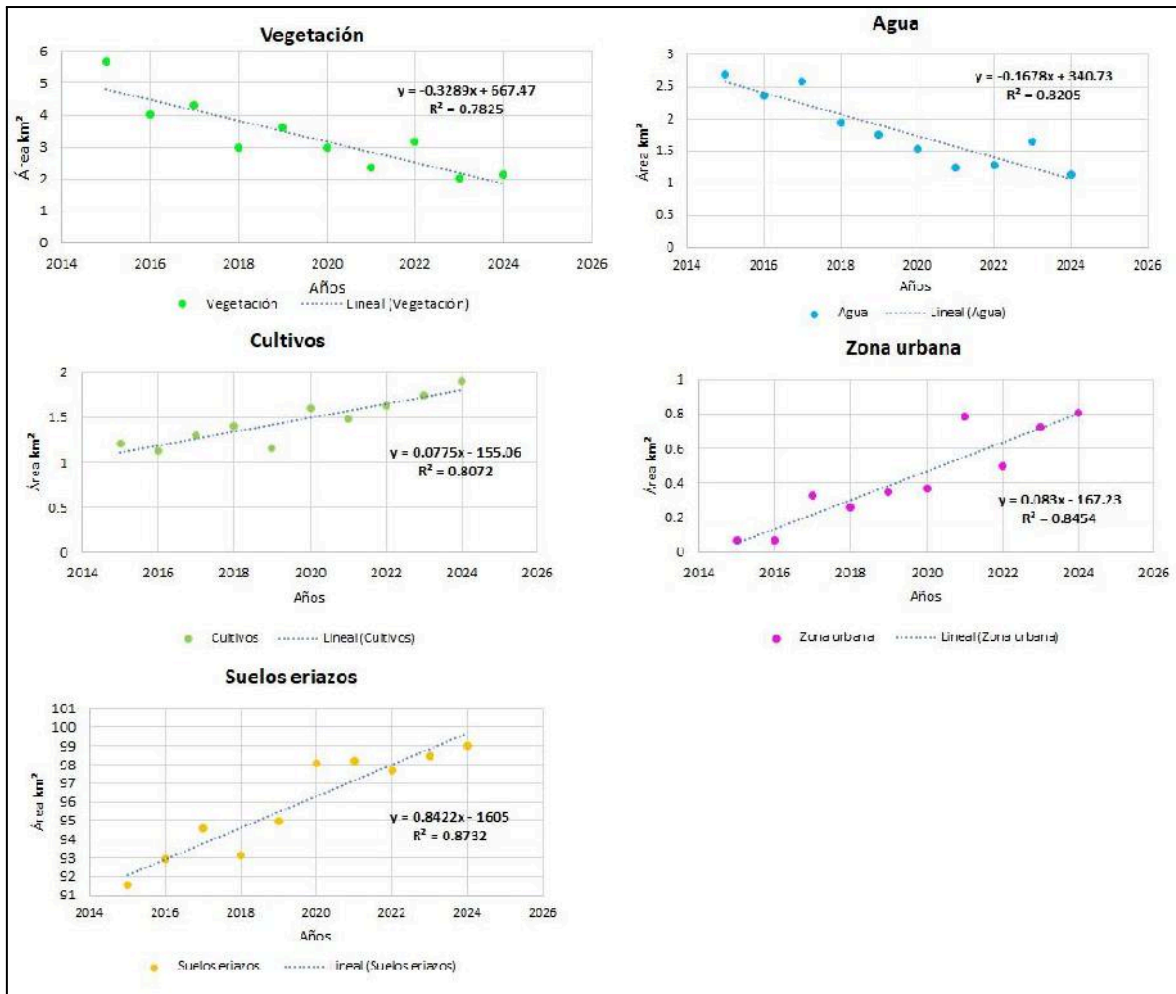 Vegetación
Área km²
6
5
4
3
2
1
0
y = -0.3289x + 667.47
R² = 0.7825
2014 2016 2018 2020 2022 2024 2026
Años
Vegetación Lineal (Vegetación)
Agua
Área km²
3
2.5
2
1.5
1
0.5
0
y = -0.1678x + 340.73
R² = 0.8205
2014 2016 2018 2020 2022 2024 2026
Años
Agua Lineal (Agua)
Cultivos
Área km²
2
1.5
1
0.5
0
y = 0.0775x - 155.06
R² = 0.8072
2014 2016 2018 2020 2022 2024 2026
Años
Cultivos Lineal (Cultivos)
Zona urbana
Área km²
1
0.8
0.6
0.4
0.2
0
y = 0.083x - 167.23
R² = 0.8454
2014 2016 2018 2020 2022 2024 2026
Años
Zona urbana Lineal (Zona urbana)
Suelos eriazos
Área km²
101
100
99
98
97
96
95
94
93
92
91
y = 0.8422x - 1605
R² = 0.8732
2014 2016 2018 2020 2022 2024 2026
Años
Suelos eriazos Lineal (Suelos eriazos)